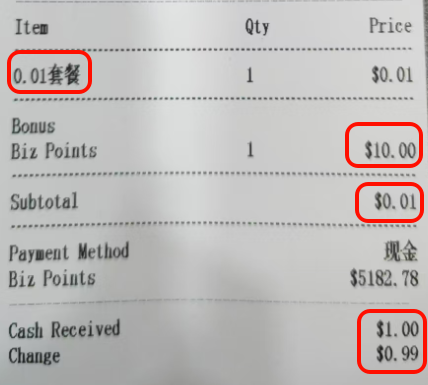 Item Qty Price
0.01套餐 1 $0.01
Bonus
Biz Points 1 $10.00
Subtotal $0.01
Payment Method 现金
Biz Points $5182.78
Cash Received $1.00
Change $0.99